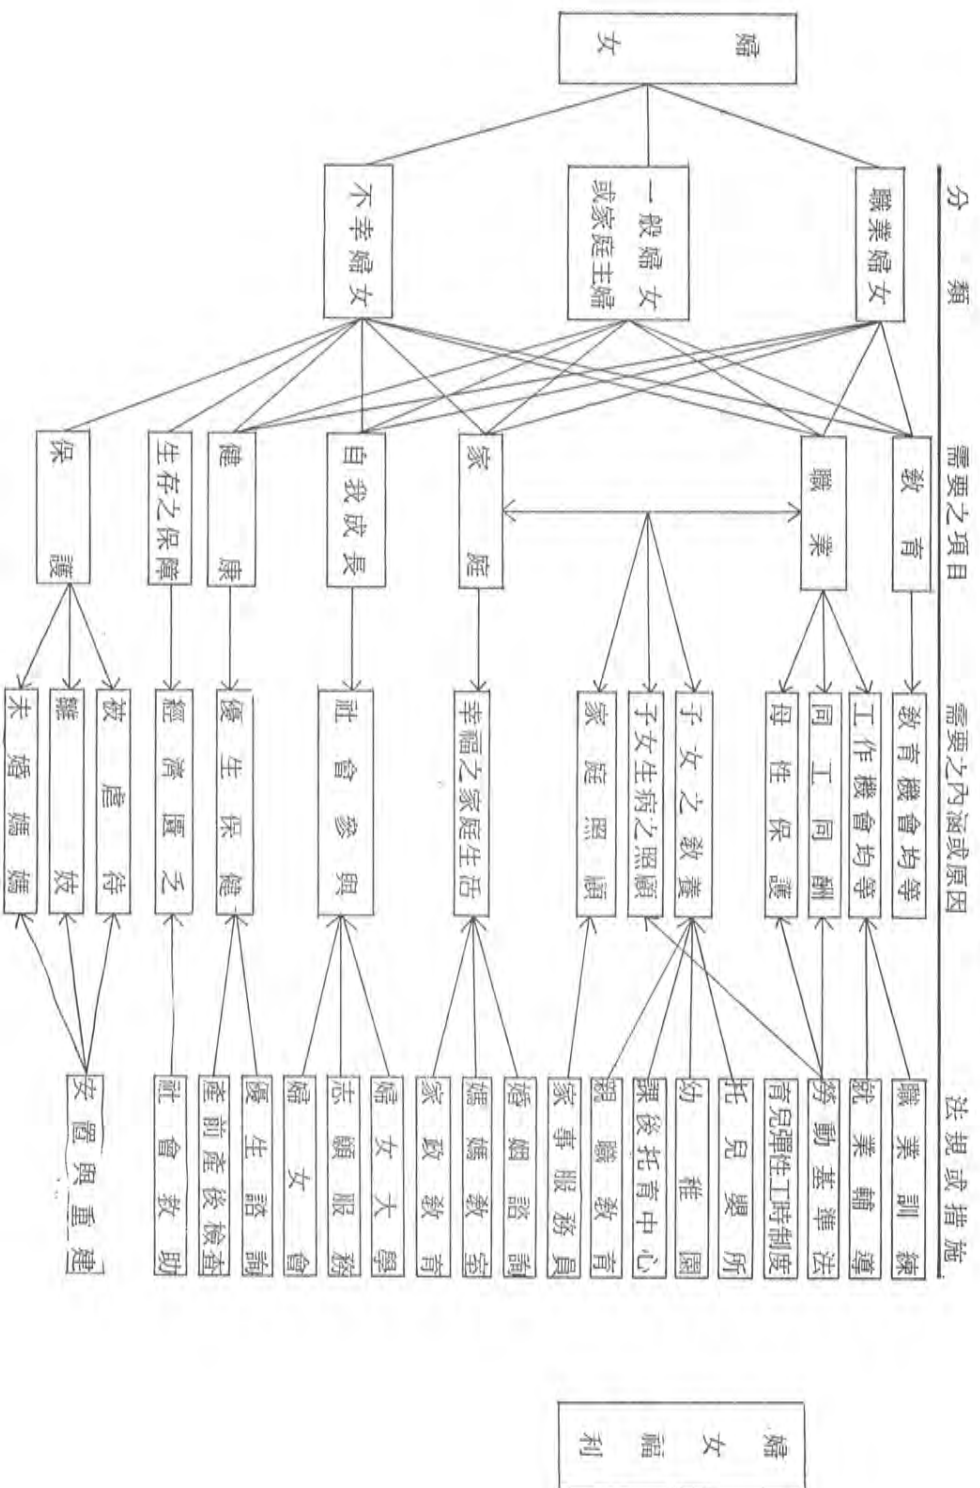 婦女
分類
需要之項目
需要之內涵或原因
法規或措施
職業婦女
一般婦女
或家庭主婦
不幸婦女
教育
職業
家庭
自我成長
健康
生存之保障
保護
教育機會均等
工作機會均等
同工同酬
母性保護
子女之教養
子女生病之照顧
家庭照顧
幸福之家庭生活
社會參與
優生保健
經濟匱乏
被虐待
雛妓
未婚媽媽
職業訓練
就業輔導
勞動基準法
育兒彈性工時制度
托兒嬰所
幼稚園
課後托育中心
親職教育
家事服務員
婚姻諮詢
媽媽教室
家政教育
婦女大學
志願服務
婦女會
優生諮詢
產前產後檢查
社會救助
安置與重建
婦女福利